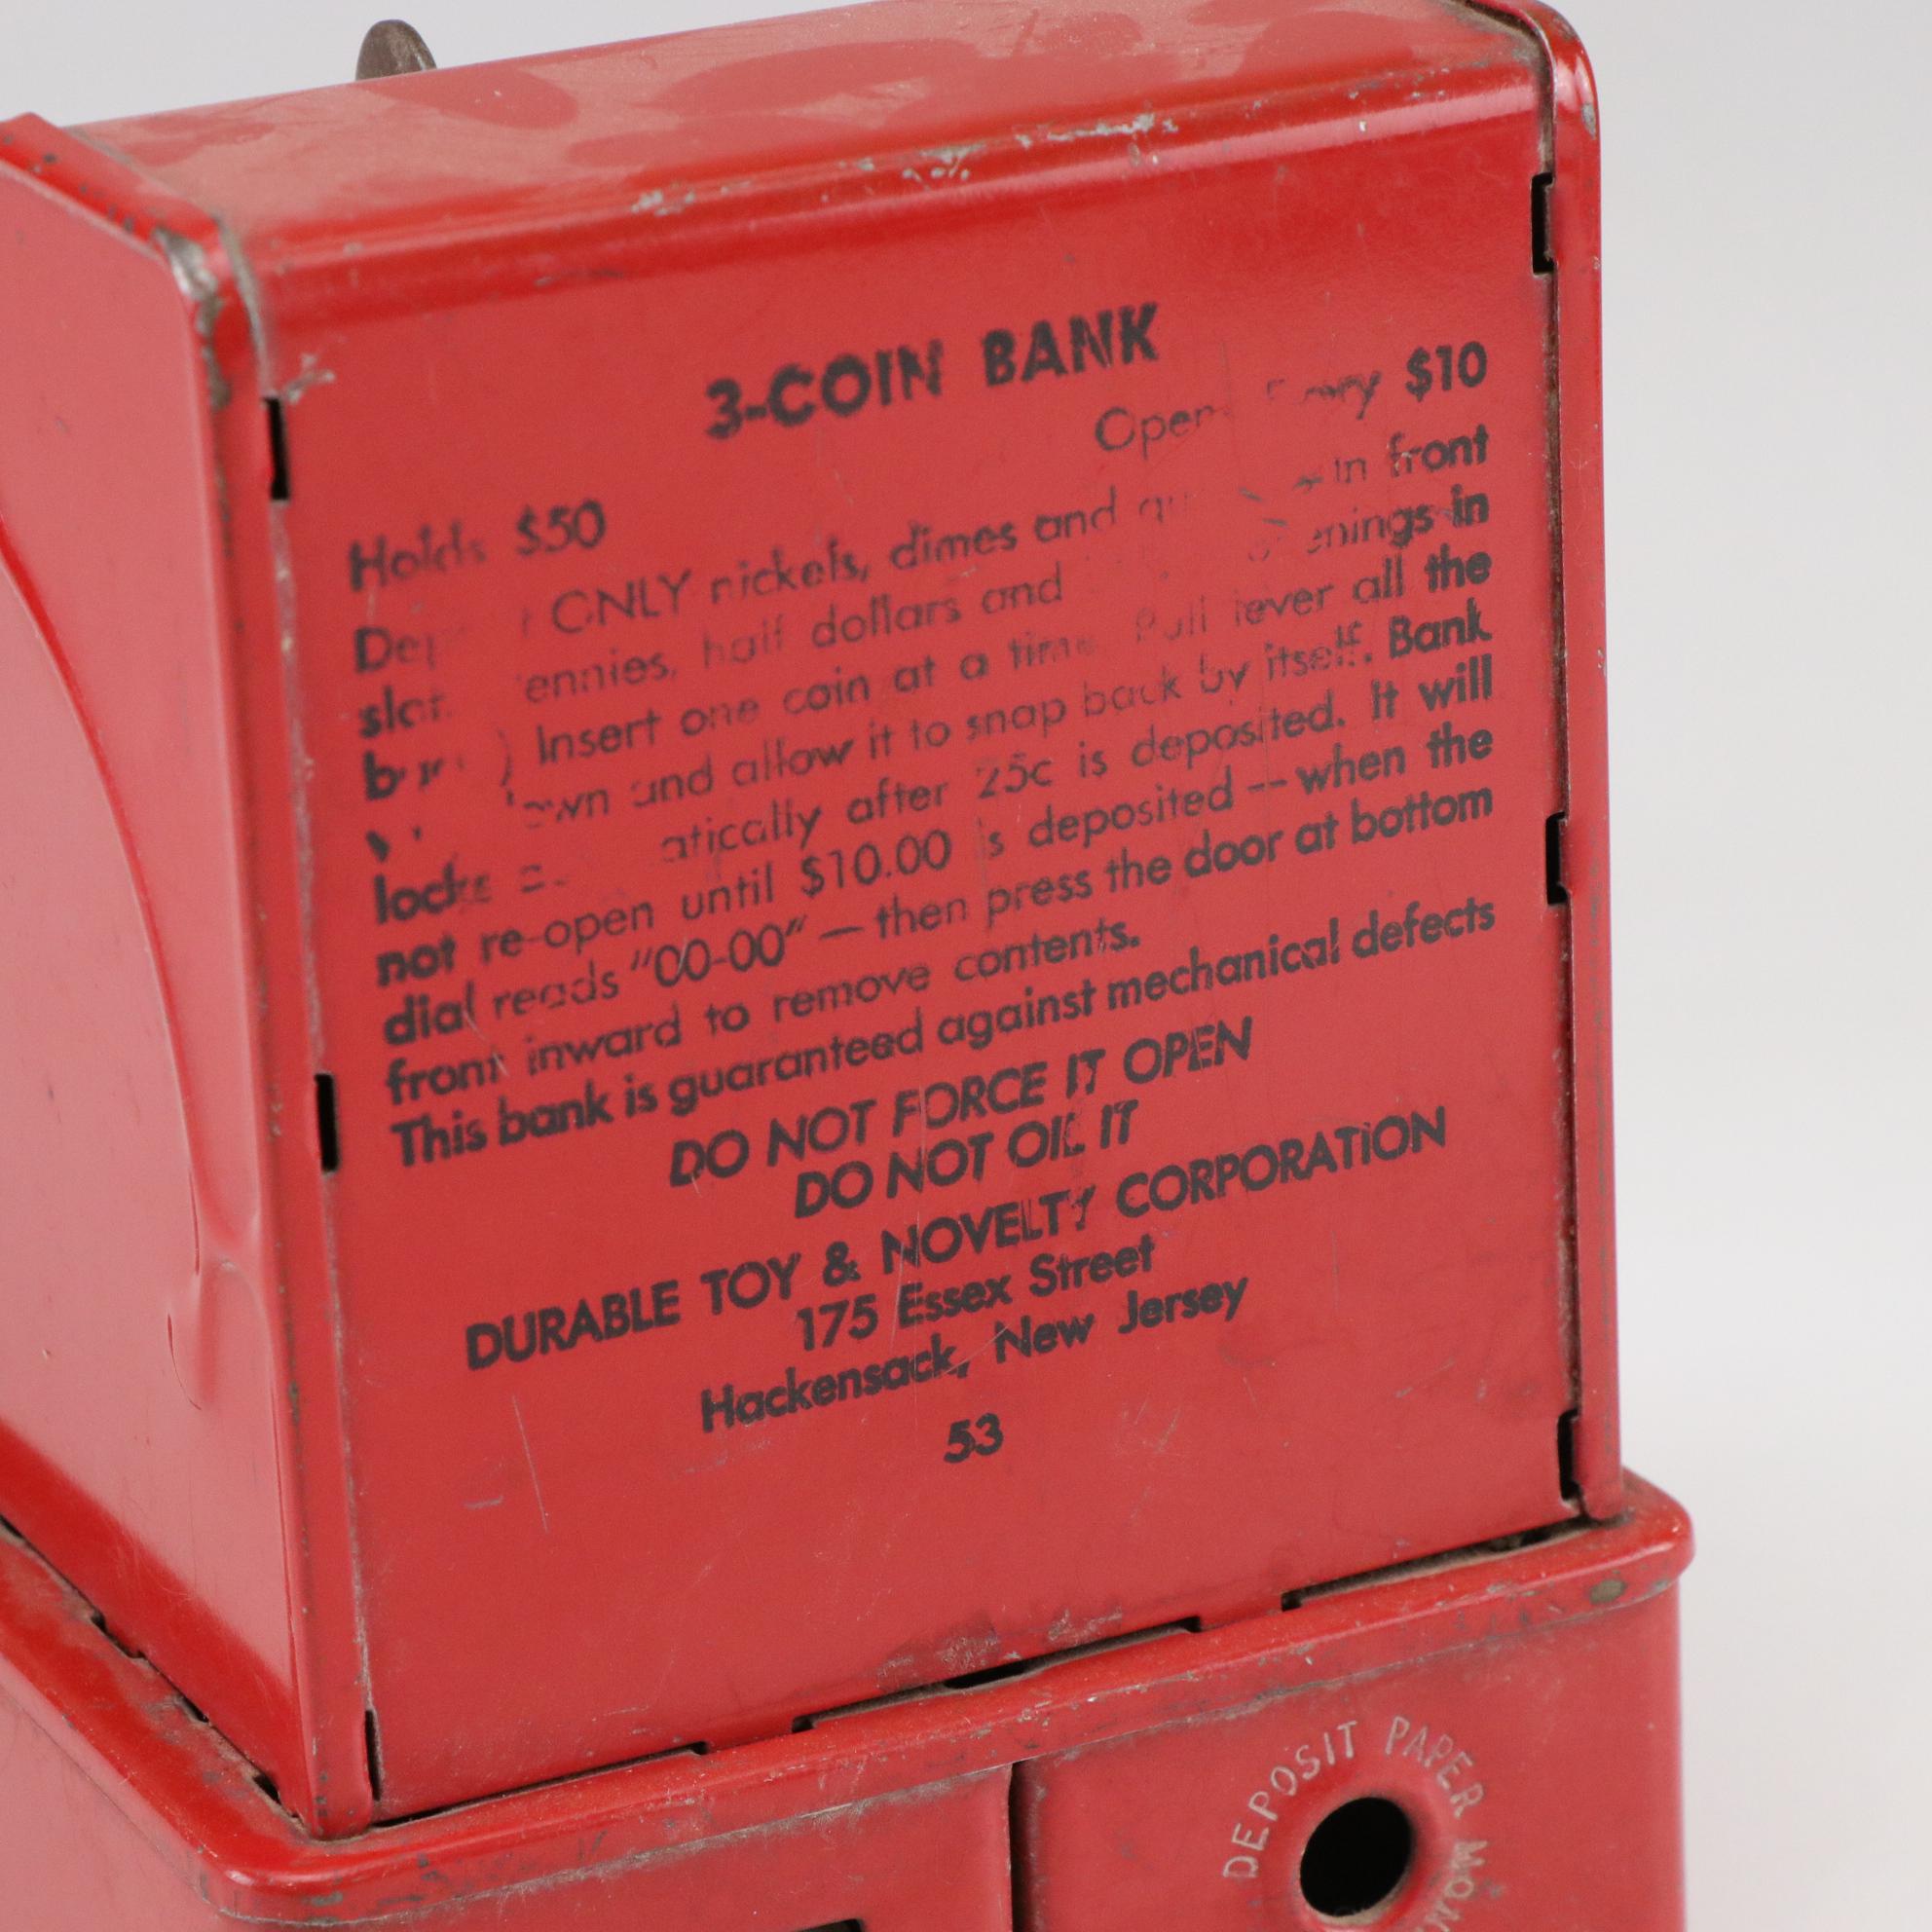 3-COIN BANK
Holds $50 $10
ONLY nickels, dimes and in front
half dollars and in
Insert one coin at a time. Pull lever all the
and allow it to snap back by itself. Bank
locks after 25c is deposited. It will
not re-open until $10.00 is deposited -- when the
dial reads "00-00" — then press the door at bottom
front inward to remove contents.
This bank is guaranteed against mechanical defects
DO NOT FORCE IT OPEN
DO NOT OIL IT
DURABLE TOY & NOVELTY CORPORATION
175 Essex Street
Hackensack, New Jersey
53
DEPOSIT PAPER